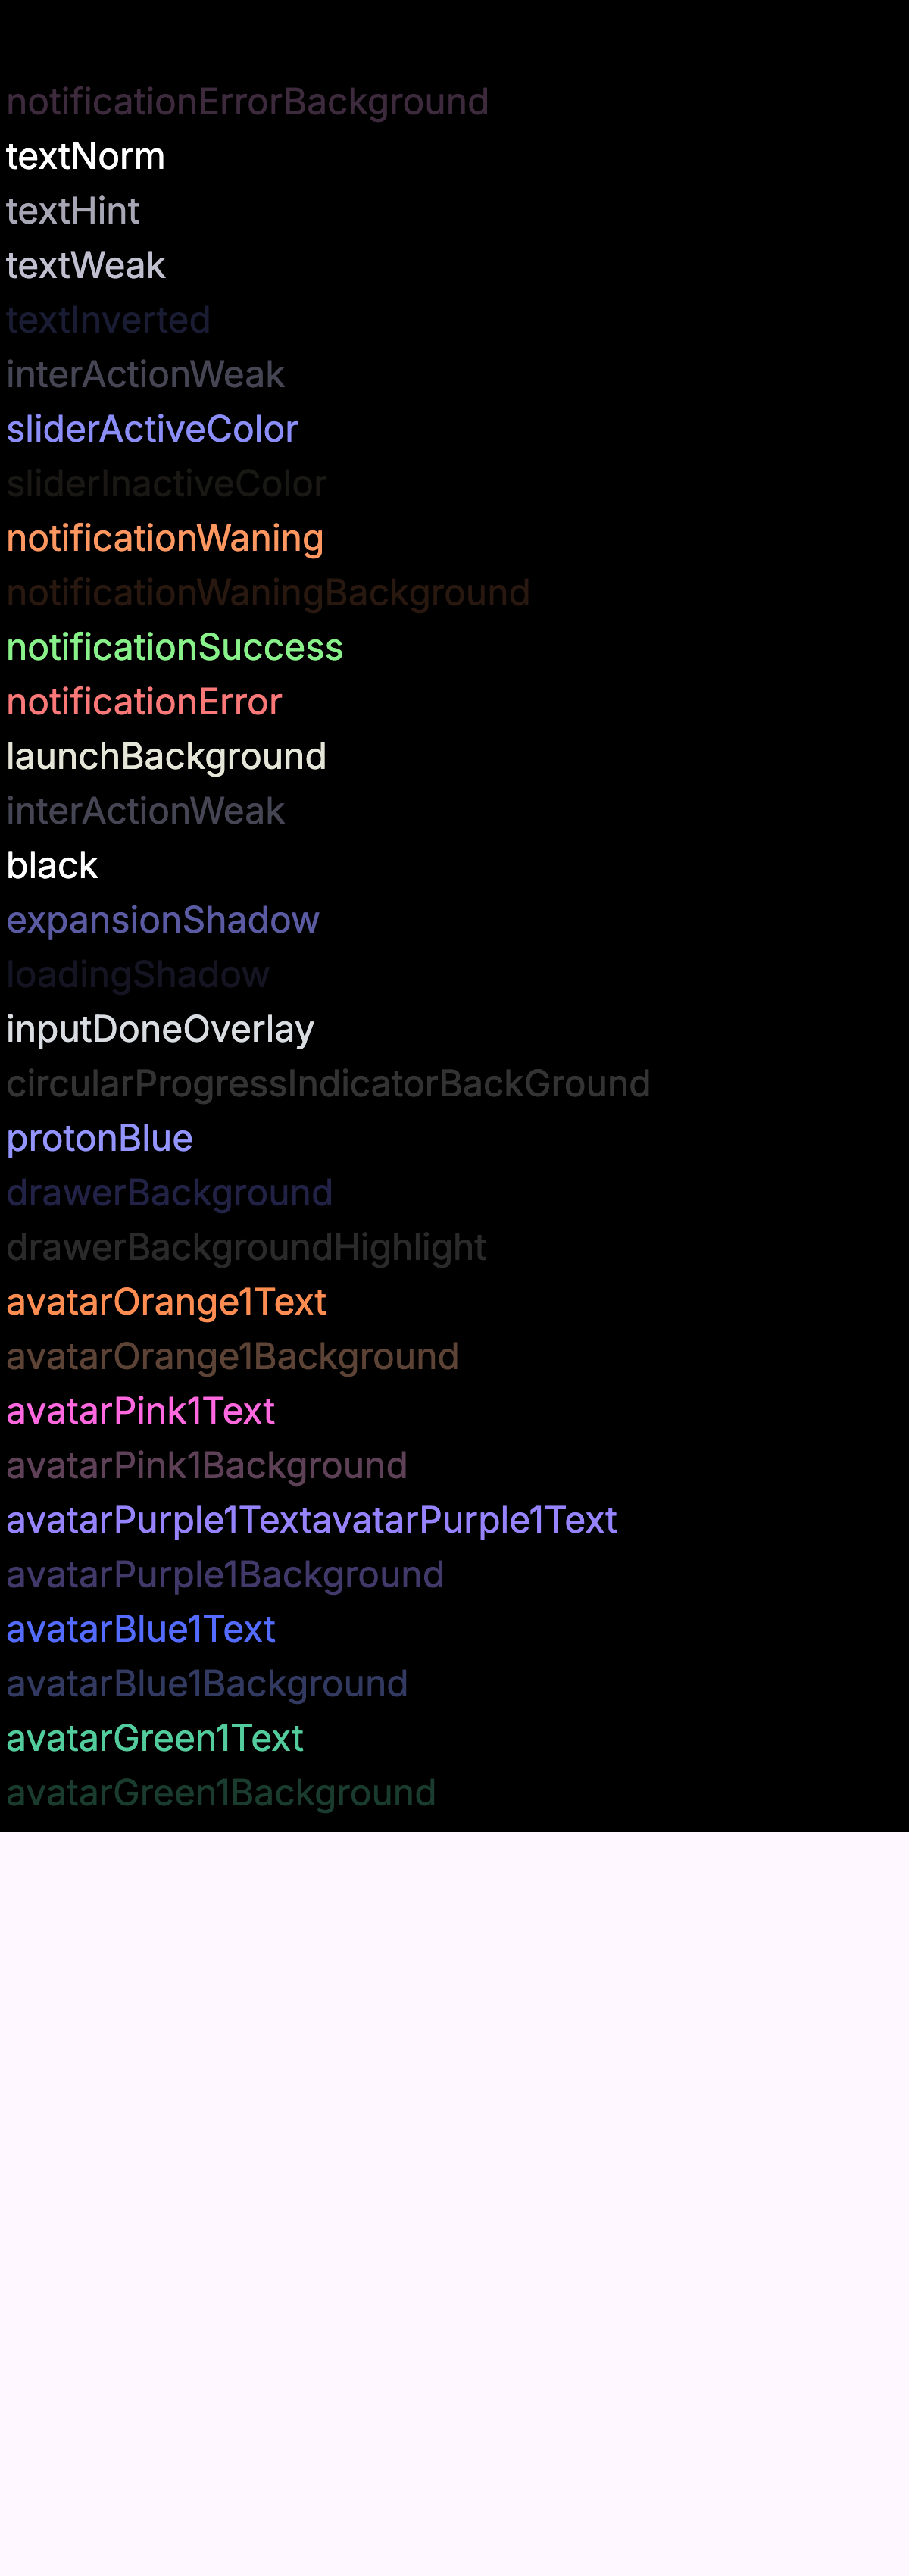 notificationErrorBackground
textNorm
textHint
textWeak
textInverted
interActionWeak
sliderActiveColor
sliderInactiveColor
notificationWaning
notificationWaningBackground
notificationSuccess
notificationError
launchBackground
interActionWeak
black
expansionShadow
loadingShadow
inputDoneOverlay
circularProgressIndicatorBackGround
protonBlue
drawerBackground
drawerBackgroundHighlight
avatarOrange1Text
avatarOrange1Background
avatarPink1Text
avatarPink1Background
avatarPurple1TextavatarPurple1Text
avatarPurple1Background
avatarBlue1Text
avatarBlue1Background
avatarGreen1Text
avatarGreen1Background